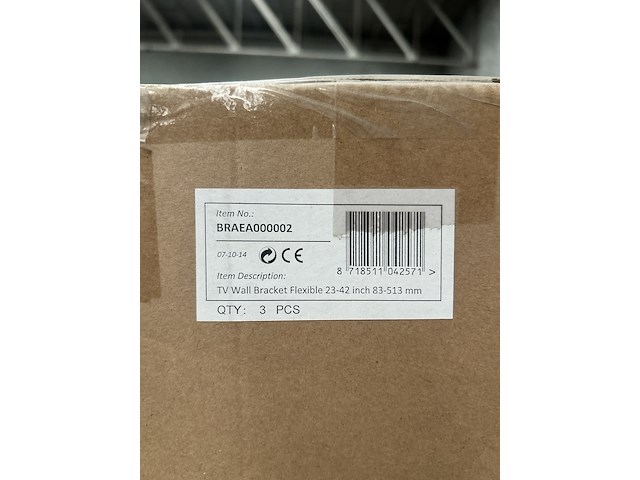 Item No.:
BRAEA000002
07-10-14 CE
8 718511 042571 >
Item Description:
TV Wall Bracket Flexible 23-42 inch 83-513 mm
QTY: 3 PCS